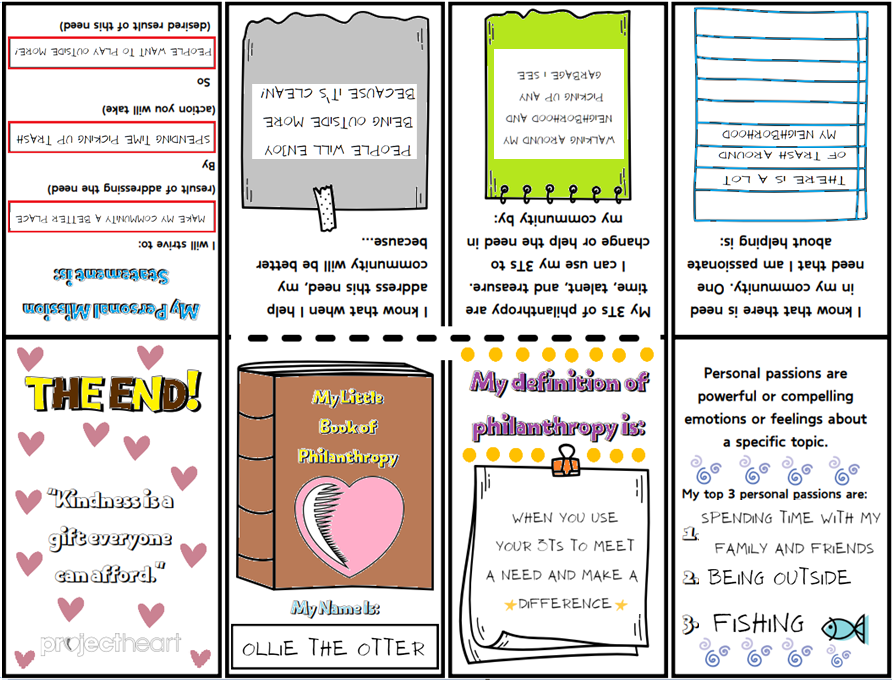 My Little
Book of
Philanthropy
My Name Is:
OLLIE THE OTTER
My definition of
philanthropy is:
WHEN YOU USE
YOUR 3TS TO MEET
A NEED AND MAKE A
DIFFERENCE
Personal passions are
powerful or compelling
emotions or feelings about
a specific topic.
My top 3 personal passions are:
1. SPENDING TIME WITH MY
FAMILY AND FRIENDS
2. BEING OUTSIDE
3. FISHING
I know that there is need
in my community. One
need that I am passionate
about helping is:
THERE IS A LOT
OF TRASH AROUND
MY NEIGHBORHOOD
My 3Ts of philanthropy are
time, talent, and treasure.
I can use my 3Ts to
change or help the need in
my community by:
WALKING AROUND MY
NEIGHBORHOOD AND
PICKING UP ANY
GARBAGE I SEE
I know that when I help
address this need, my
community will be better
because...
PEOPLE WILL ENJOY
BEING OUTSIDE MORE
BECAUSE IT'S CLEAN!
My Personal Mission
Statement is:
I will strive to:
MAKE MY COMMUNITY A BETTER PLACE
(result of addressing the need)
By
SPENDING TIME PICKING UP TRASH
(action you will take)
So
PEOPLE WANT TO PLAY OUTSIDE MORE!
(desired result of this need)
THE END!
"Kindness is a
gift everyone
can afford."
projectheart